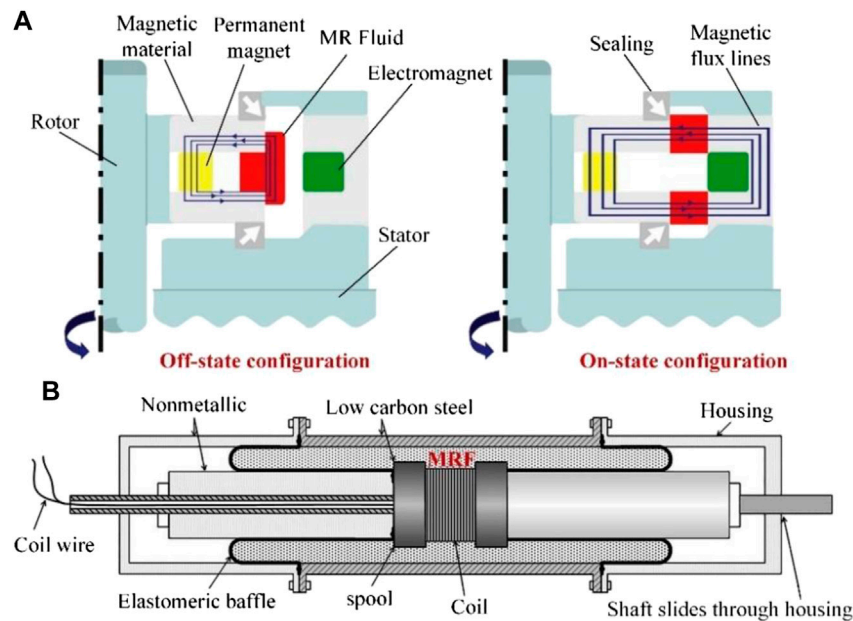 A
Magnetic
material
Permanent
magnet
MR Fluid
Electromagnet
Rotor
Stator
Off-state configuration
Sealing
Magnetic
flux lines
On-state configuration
B
Nonmetallic
Low carbon steel
Housing
MRF
Coil wire
Elastomeric baffle
spool
Coil
Shaft slides through housing